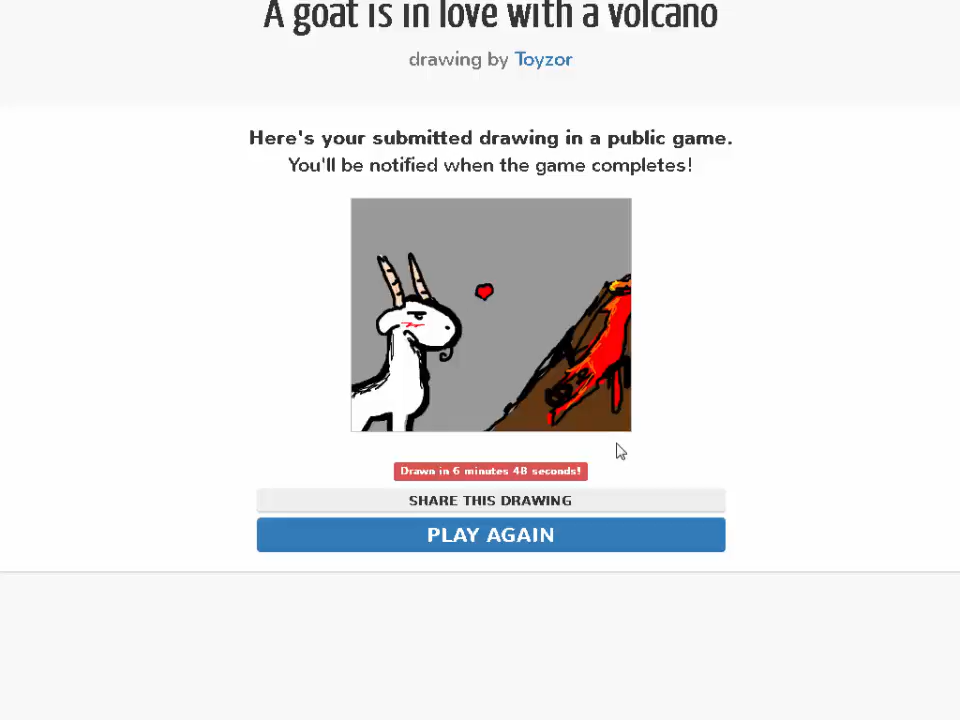 A goat is in love with a volcano
drawing by Toyzor
Here's your submitted drawing in a public game.
You'll be notified when the game completes!
Drawn in 6 minutes 48 seconds!
SHARE THIS DRAWING
PLAY AGAIN